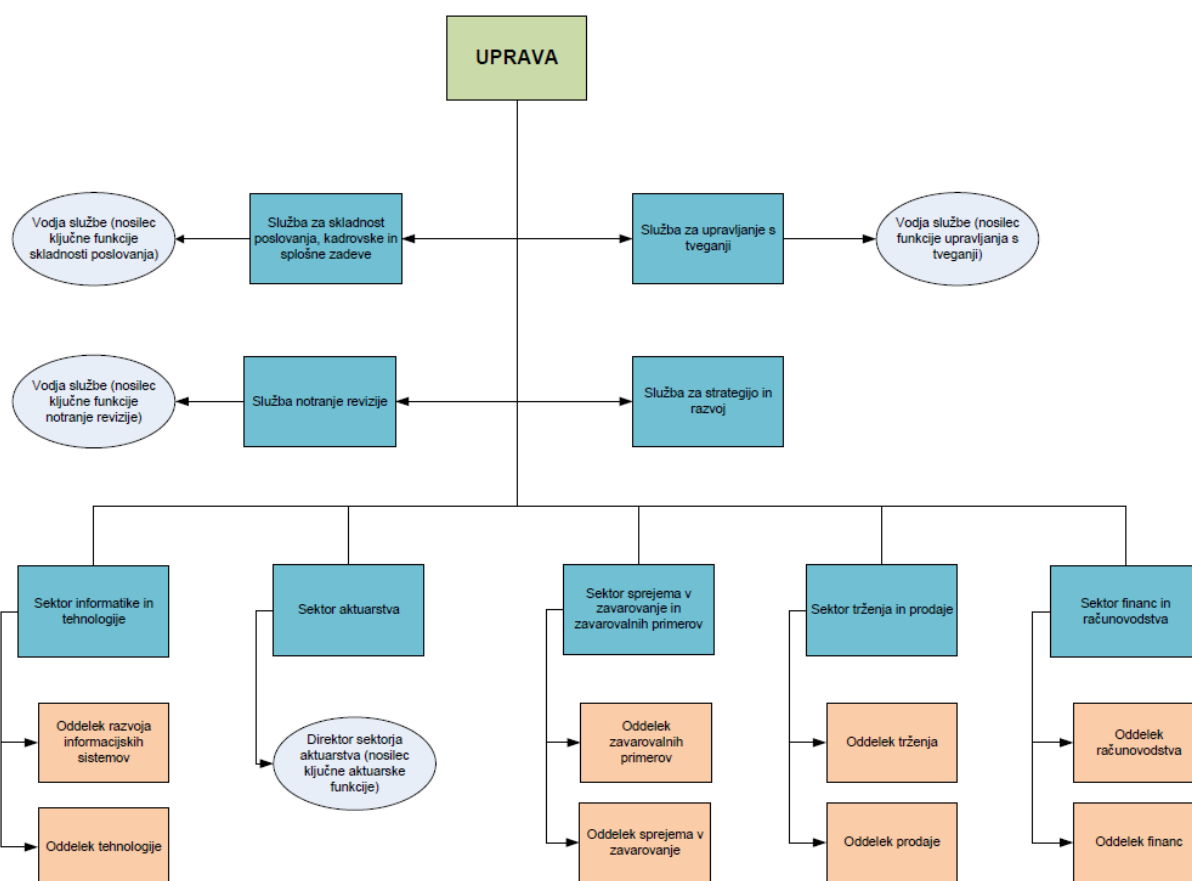 UPRAVA
Vodja službe (nosilec
ključne funkcije
skladnosti poslovanja)
Služba za skladnost
poslovanja, kadrovske in
splošne zadeve
Služba za upravljanje s
tveganji
Vodja službe (nosilec
funkcije upravljanja s
tveganji)
Vodja službe (nosilec
ključne funkcije
notranje revizije)
Služba notranje revizije
Služba za strategijo in
razvoj
Sektor informatike in
tehnologije
Sektor aktuarstva
Sektor sprejema v
zavarovanje in
zavarovalnih primerov
Sektor trženja in prodaje
Sektor financ in
računovodstva
Oddelek razvoja
informacijskih
sistemov
Direktor sektorja
aktuarstva (nosilec
ključne aktuarske
funkcije)
Oddelek
zavarovalnih
primerov
Oddelek trženja
Oddelek
računovodstva
Oddelek tehnologije
Oddelek sprejema v
zavarovanje
Oddelek prodaje
Oddelek financ